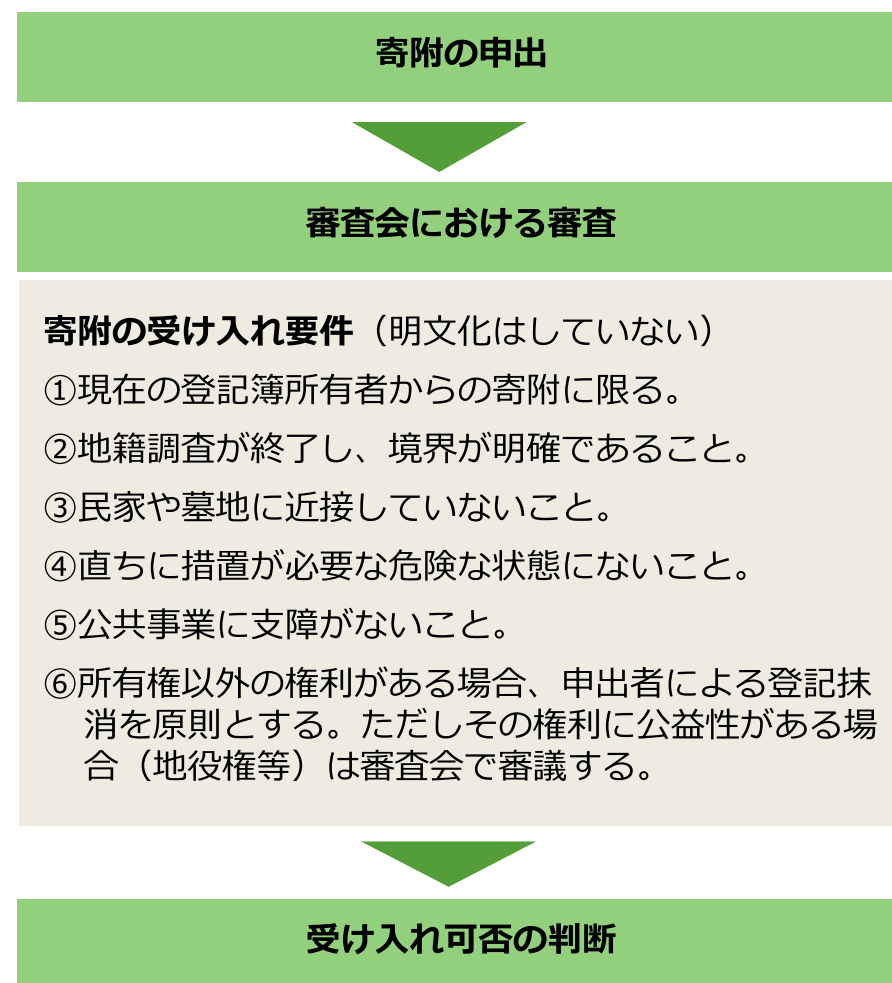 寄附の申出
審査会における審査
寄附の受け入れ要件（明文化はしていない）
①現在の登記簿所有者からの寄附に限る。
②地籍調査が終了し、境界が明確であること。
③民家や墓地に近接していないこと。
④直ちに措置が必要な危険な状態にないこと。
⑤公共事業に支障がないこと。
⑥所有権以外の権利がある場合、申出者による登記抹
消を原則とする。ただしその権利に公益性がある場
合（地役権等）は審査会で審議する。
受け入れ可否の判断